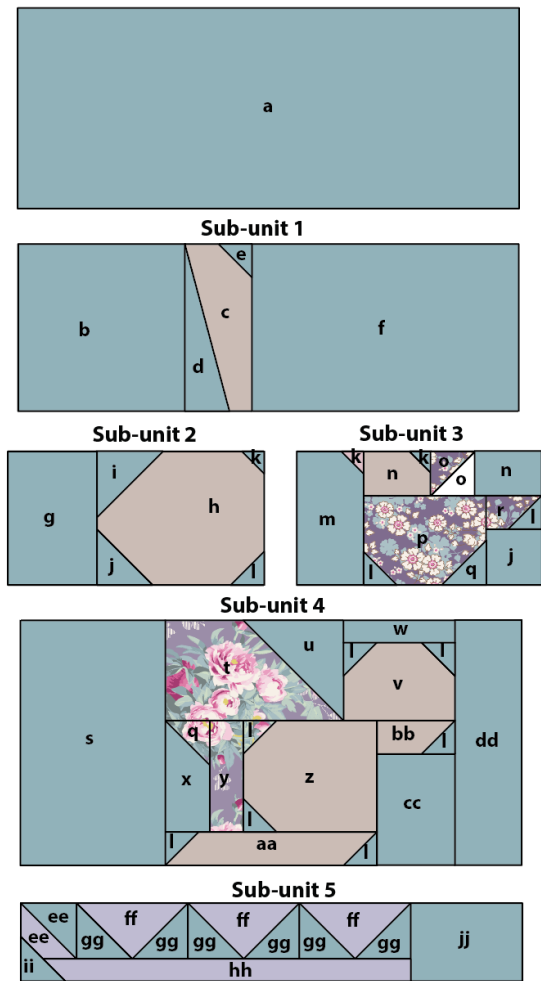 a
Sub-unit 1
e
c
b
f
d
Sub-unit 2
Sub-unit 3
i
k
g
h
j
l
k
k
o
n
o
n
m
r
l
p
j
l
q
Sub-unit 4
t
u
w
l
l
v
s
q
l
bb
l
dd
x
y
z
cc
l
l
aa
l
Sub-unit 5
ee
ff
ff
ff
ee
gg
gg
gg
gg
gg
gg
jj
ii
hh